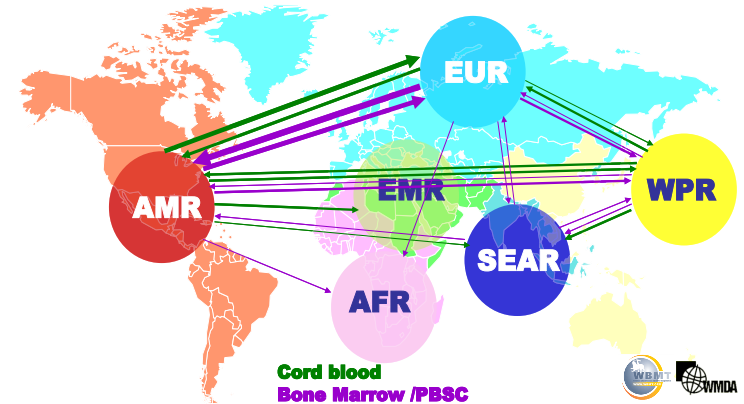 EUR
EMR
WPR
AMR
SEAR
AFR
Cord blood
Bone Marrow /PBSC
WBMT
WMDA